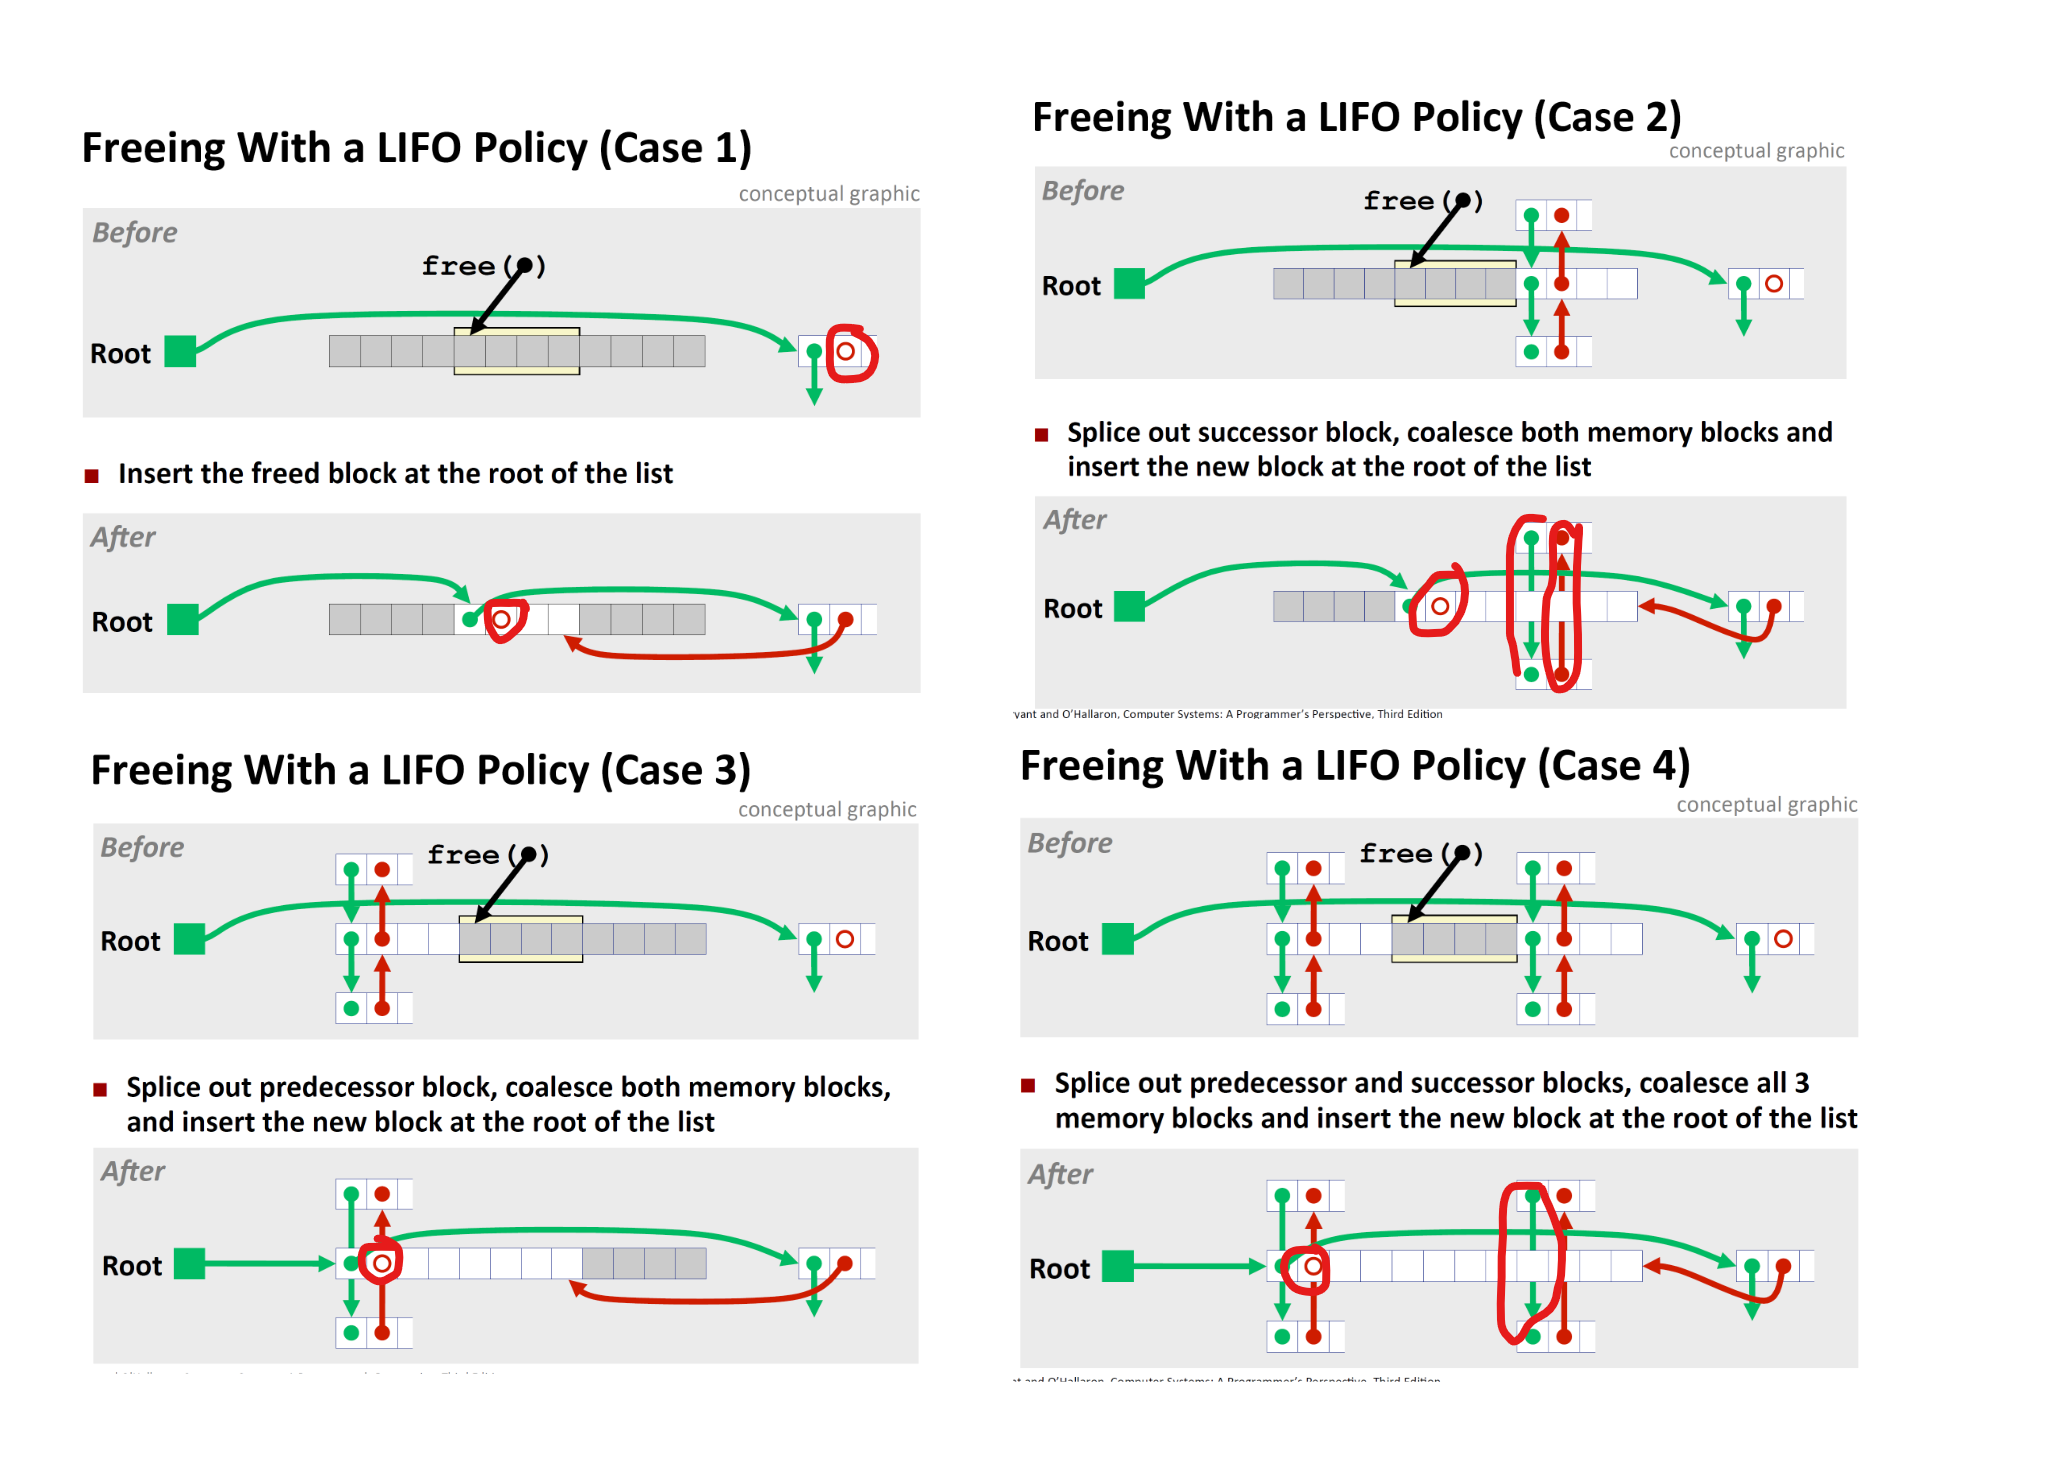 Freeing With a LIFO Policy (Case 1)
conceptual graphic
Before
free( )
Root
Insert the freed block at the root of the list
After
Root
Freeing With a LIFO Policy (Case 2)
conceptual graphic
Before
free( )
Root
Splice out successor block, coalesce both memory blocks and
insert the new block at the root of the list
After
Root
and O'Hallaron, Computer Systems: A Programmer's Perspective, Third Edition
Freeing With a LIFO Policy (Case 3)
conceptual graphic
Before
free( )
Root
Splice out predecessor block, coalesce both memory blocks,
and insert the new block at the root of the list
After
Root
Freeing With a LIFO Policy (Case 4)
conceptual graphic
Before
free( )
Root
Splice out predecessor and successor blocks, coalesce all 3
memory blocks and insert the new block at the root of the list
After
Root
and O'Hallaron, Computer Systems: A Programmer's Perspective, Third Edition